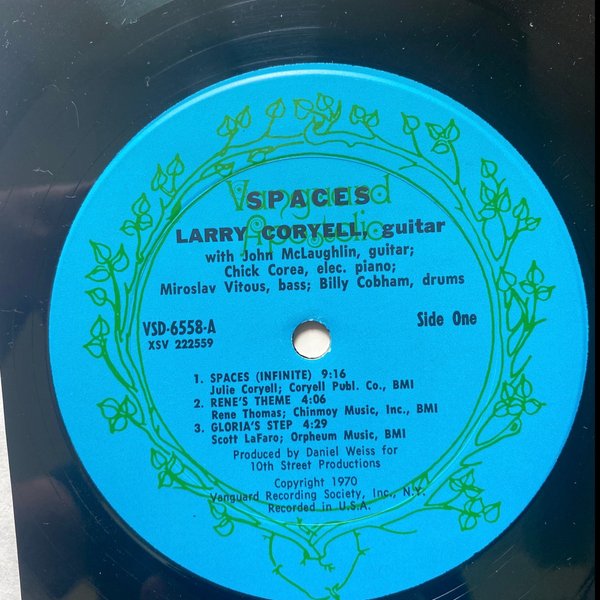 Vanguard
Apostolic
SPACES
LARRY CORYELL, guitar
with John McLaughlin, guitar;
Chick Corea, elec. piano;
Miroslav Vitous, bass; Billy Cobham, drums
VSD-6558-A
XSV 222559
Side One
1. SPACES (INFINITE) 9:16
Julie Coryell; Coryell Publ. Co., BMI
2. RENE'S THEME 4:06
Rene Thomas; Chinmoy Music, Inc., BMI
3. GLORIA'S STEP 4:29
Scott LaFaro; Orpheum Music, BMI
Produced by Daniel Weiss for
10th Street Productions
Copyright 1970
Vanguard Recording Society, Inc., N.Y.
Recorded in U.S.A.